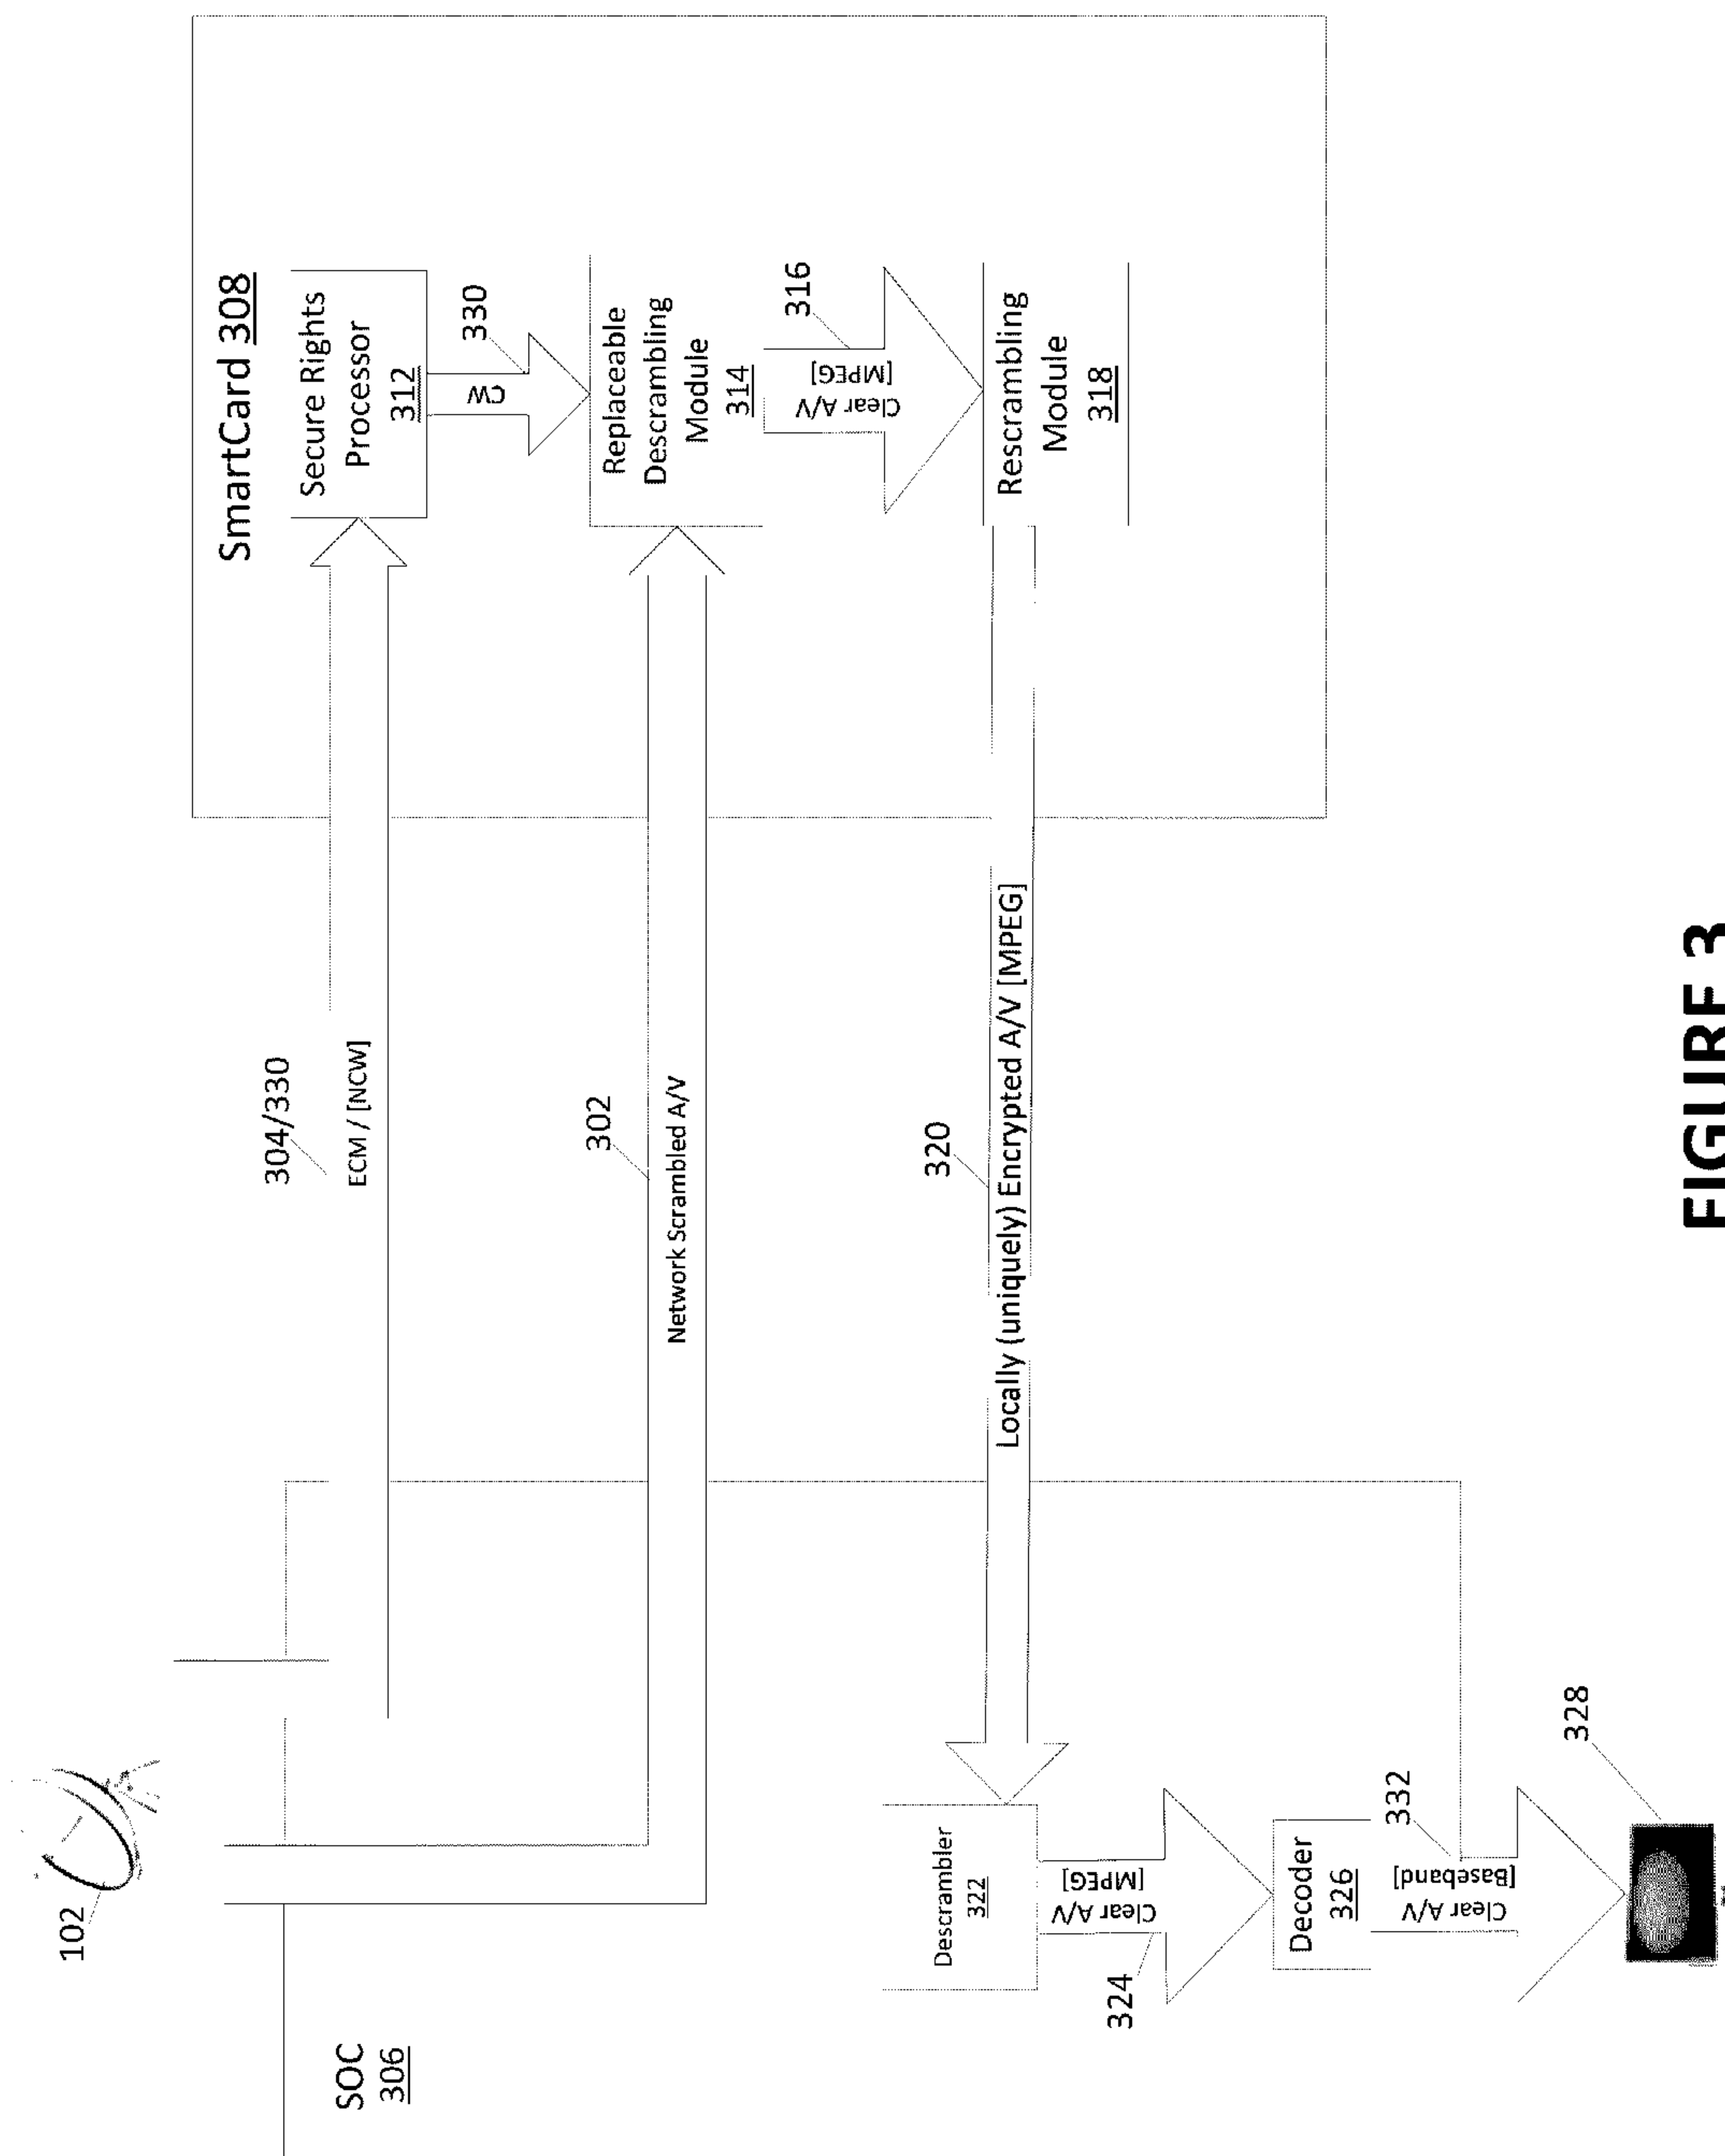 102
SOC
306
304/330
ECM / [NCW]
302
Network Scrambled A/V
320
Locally (uniquely) Encrypted A/V [MPEG]
SmartCard 308
Secure Rights
Processor
312
CW
330
Replaceable
Descrambling
Module
314
Clear A/V
[MPEG]
316
Rescrambling
Module
318
Descrambler
322
Clear A/V
[MPEG]
324
Decoder
326
Clear A/V
[Baseband]
332
328
FIGURE 3